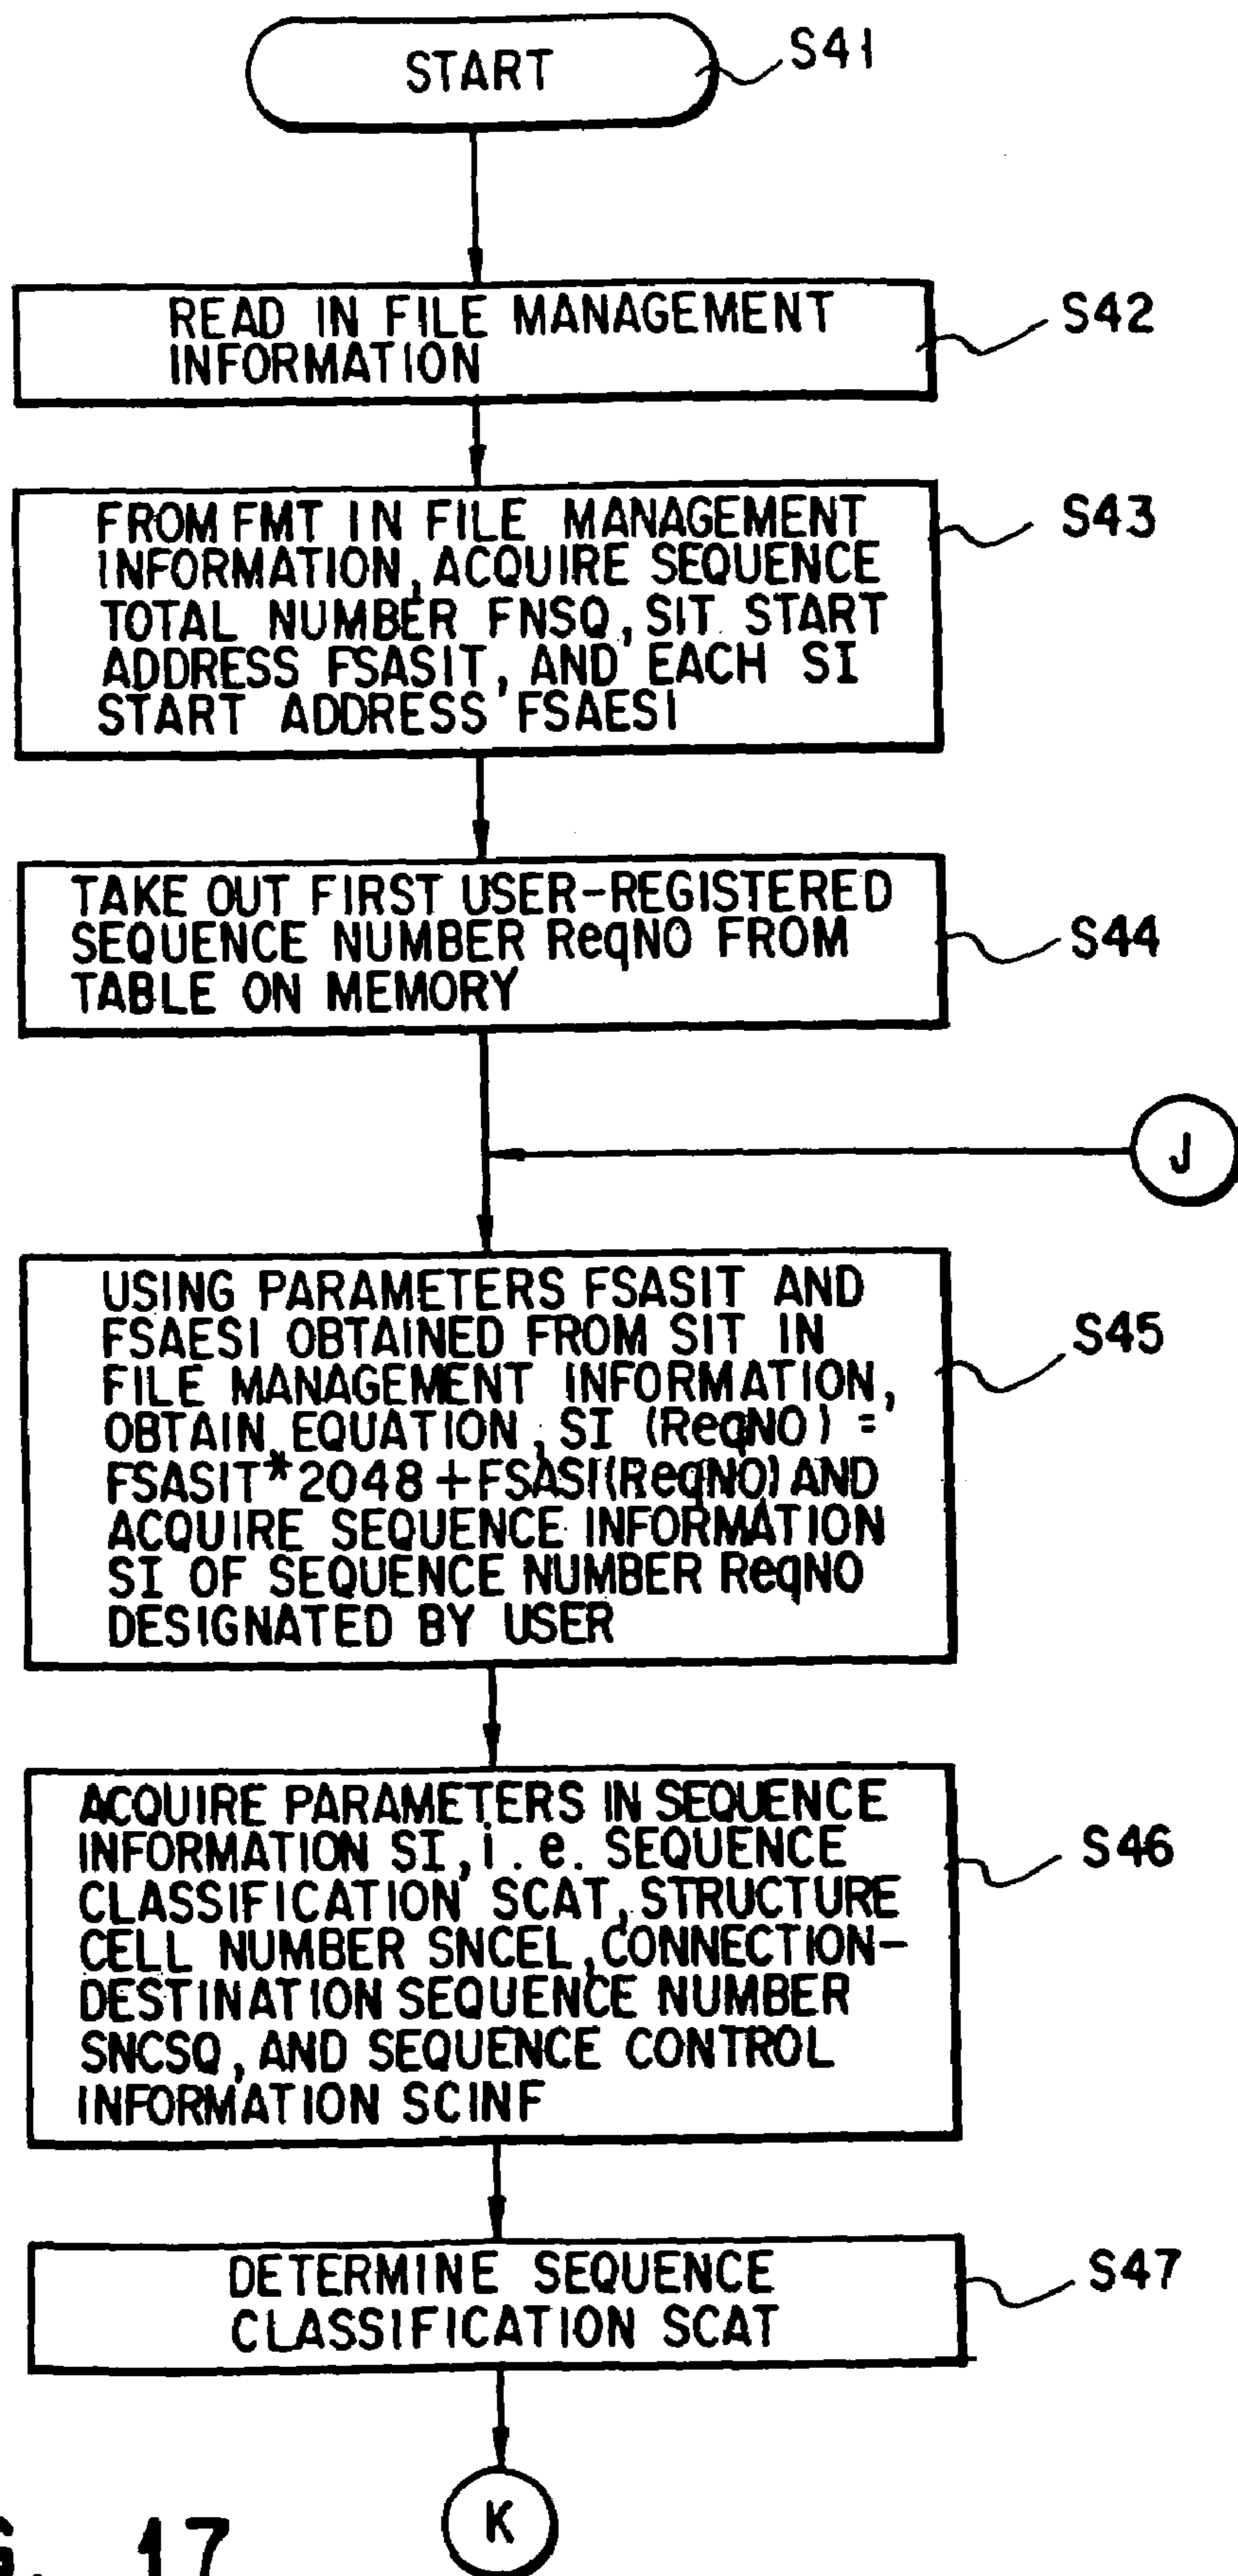 START
S41
READ IN FILE MANAGEMENT
INFORMATION
S42
FROM FMT IN FILE MANAGEMENT
INFORMATION, ACQUIRE SEQUENCE
TOTAL NUMBER FNSQ, SIT START
ADDRESS FSASIT, AND EACH SI
START ADDRESS FSAESI
S43
TAKE OUT FIRST USER-REGISTERED
SEQUENCE NUMBER ReqNO FROM
TABLE ON MEMORY
S44
J
USING PARAMETERS FSASIT AND
FSAESI OBTAINED FROM SIT IN
FILE MANAGEMENT INFORMATION,
OBTAIN EQUATION, SI (ReqNO) =
FSASIT*2048+FSASI(ReqNO) AND
ACQUIRE SEQUENCE INFORMATION
SI OF SEQUENCE NUMBER ReqNO
DESIGNATED BY USER
S45
ACQUIRE PARAMETERS IN SEQUENCE
INFORMATION SI, i.e. SEQUENCE
CLASSIFICATION SCAT, STRUCTURE
CELL NUMBER SNCEL, CONNECTION-
DESTINATION SEQUENCE NUMBER
SNCSQ, AND SEQUENCE CONTROL
INFORMATION SCINF
S46
DETERMINE SEQUENCE
CLASSIFICATION SCAT
S47
K
G. 17